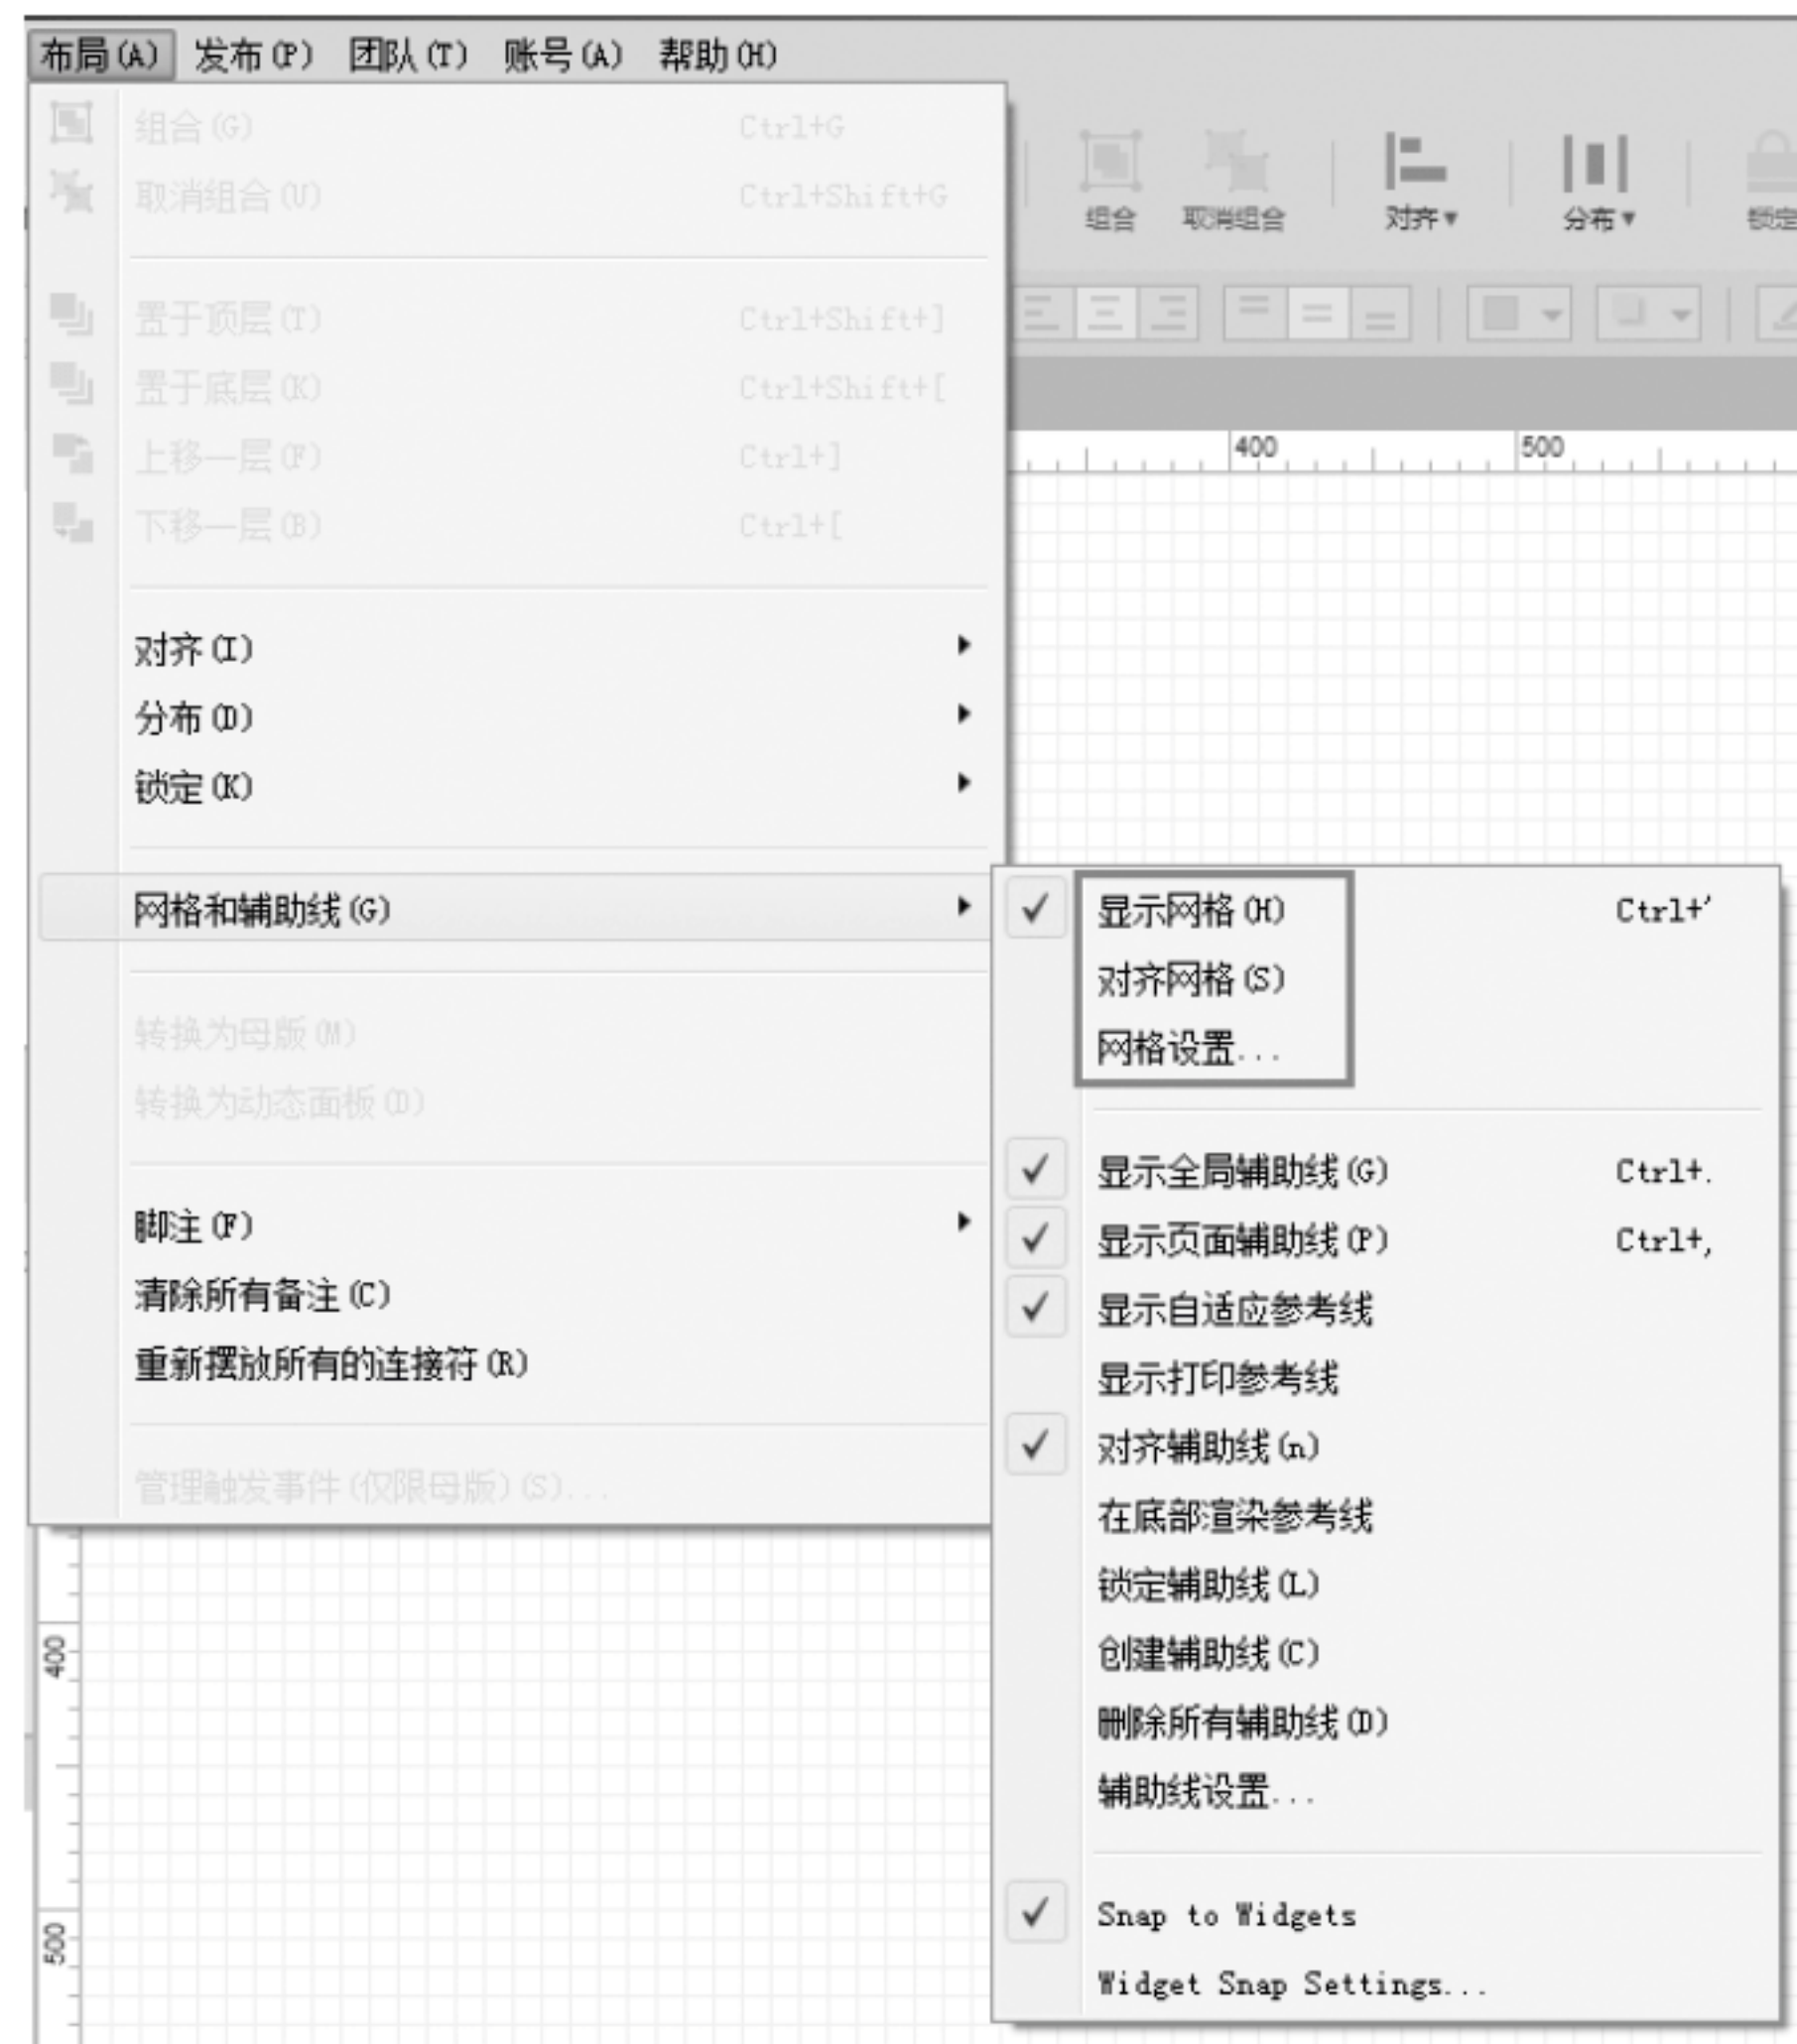 布局(A) 发布(P) 团队(T) 账号(A) 帮助(H)
组合(G) Ctrl+G
取消组合(U) Ctrl+Shift+G
置于顶层(T) Ctrl+Shift+]
置于底层(K) Ctrl+Shift+[
上移一层(F) Ctrl+]
下移一层(B) Ctrl+[
对齐(I)
分布(D)
锁定(K)
网格和辅助线(G)
转换为母版(M)
转换为动态面板(D)
脚注(F)
清除所有备注(C)
重新摆放所有的连接符(R)
管理触发事件(仅限母版)(S)...
组合 取消组合 对齐▼ 分布▼ 锁定
400 500
显示网格(H) Ctrl+'
对齐网格(S)
网格设置...
显示全局辅助线(G) Ctrl+.
显示页面辅助线(P) Ctrl+,
显示自适应参考线
显示打印参考线
对齐辅助线(n)
在底部渲染参考线
锁定辅助线(L)
创建辅助线(C)
删除所有辅助线(D)
辅助线设置...
Snap to Widgets
Widget Snap Settings...
400
500